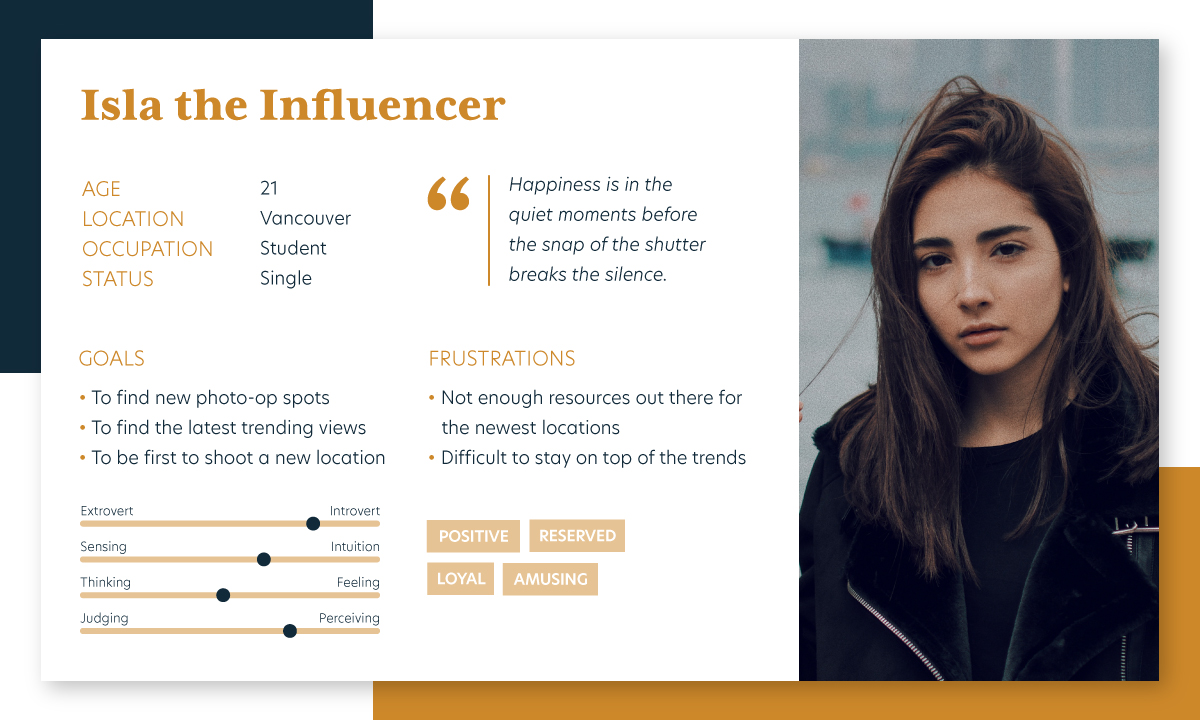 Isla the Influencer
AGE 21
LOCATION Vancouver
OCCUPATION Student
STATUS Single
“ Happiness is in the
quiet moments before
the snap of the shutter
breaks the silence.
GOALS
• To find new photo-op spots
• To find the latest trending views
• To be first to shoot a new location
FRUSTRATIONS
• Not enough resources out there for
the newest locations
• Difficult to stay on top of the trends
Extrovert Introvert
Sensing Intuition
Thinking Feeling
Judging Perceiving
POSITIVE RESERVED
LOYAL AMUSING